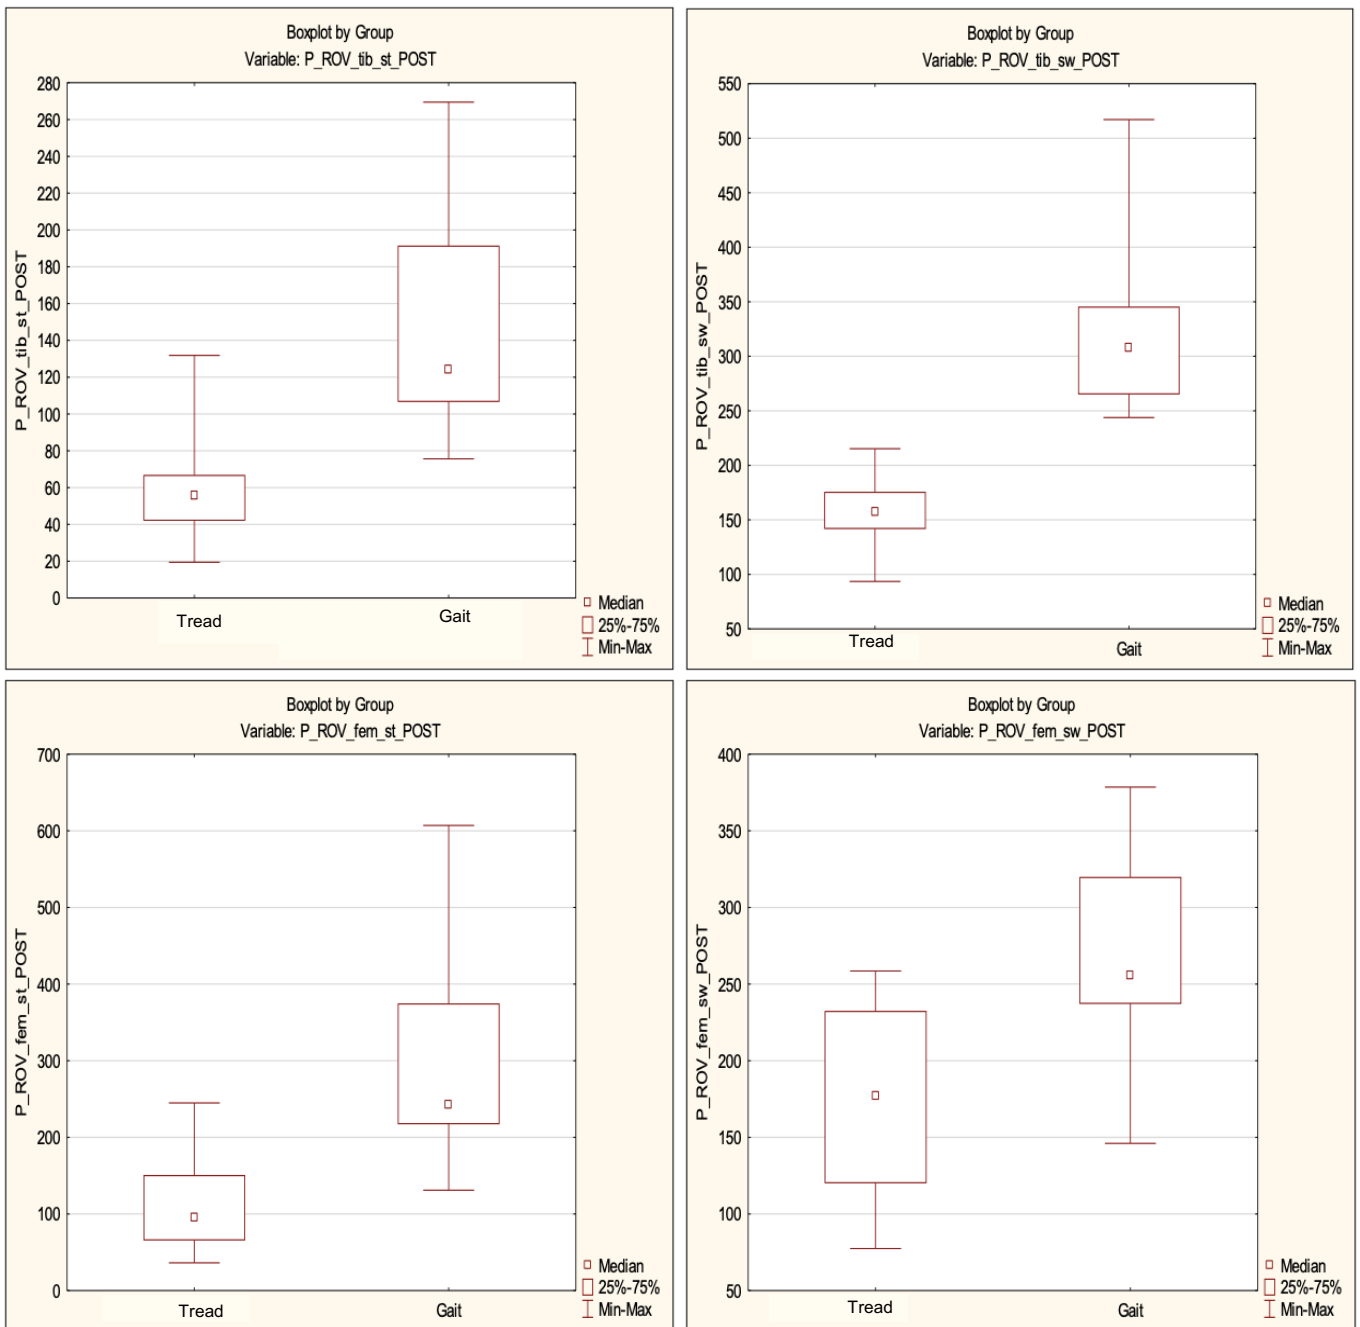 Boxplot by Group
Variable: P_ROV_tib_st_POST
280
260
240
220
200
180
160
140
120
100
80
60
40
20
0
P_ROV_tib_st_POST
Tread
Gait
Median
25%-75%
Min-Max
Boxplot by Group
Variable: P_ROV_tib_sw_POST
550
500
450
400
350
300
250
200
150
100
50
P_ROV_tib_sw_POST
Tread
Gait
Median
25%-75%
Min-Max
Boxplot by Group
Variable: P_ROV_fem_st_POST
700
600
500
400
300
200
100
0
P_ROV_fem_st_POST
Tread
Gait
Median
25%-75%
Min-Max
Boxplot by Group
Variable: P_ROV_fem_sw_POST
400
350
300
250
200
150
100
50
P_ROV_fem_sw_POST
Tread
Gait
Median
25%-75%
Min-Max